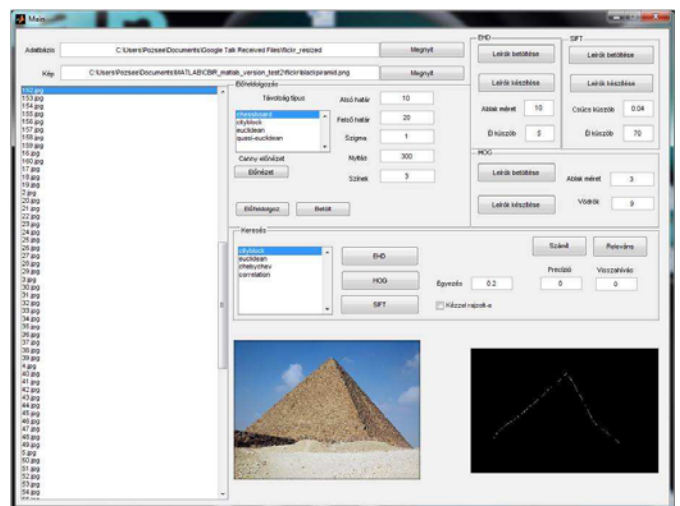 Main
Adatbázis
C:\Users\Pozsee\Documents\Google Talk Received Files\flickr_resized
Megnyit
Kép
C:\Users\Pozsee\Documents\MATLAB\CBIR_matlab_version_test2\flickrblackpiramid.png
Megnyit
152.jpg
153.jpg
154.jpg
155.jpg
156.jpg
157.jpg
158.jpg
159.jpg
16.jpg
160.jpg
17.jpg
18.jpg
19.jpg
2.jpg
20.jpg
21.jpg
22.jpg
23.jpg
24.jpg
25.jpg
26.jpg
27.jpg
28.jpg
29.jpg
3.jpg
30.jpg
31.jpg
32.jpg
33.jpg
34.jpg
35.jpg
36.jpg
37.jpg
38.jpg
39.jpg
4.jpg
40.jpg
41.jpg
42.jpg
43.jpg
44.jpg
45.jpg
46.jpg
47.jpg
48.jpg
49.jpg
5.jpg
50.jpg
51.jpg
52.jpg
53.jpg
54.jpg
Előfeldolgozás
Távolság típus
chessboard
cityblock
euclidean
quasi-euclidean
Alsó határ 10
Felső határ 20
Szigma 1
Nyitás 300
Színek 3
Canny előnézet
Előnézet
Előfeldolgoz
Betölt
EHD
Leírók betöltése
Leírók készítése
Ablak méret 10
Él küszöb 5
SIFT
Leírók betöltése
Leírók készítése
Csúcs küszöb 0.04
Él küszöb 70
HOG
Leírók betöltése
Leírók készítése
Ablak méret 3
Vödrök 9
Keresés
cityblock
euclidean
chebychev
correlation
EHD
HOG
SIFT
Számít
Releváns
Precízió
Visszahívás
Egyezés 0.2
0
0
Kézzel rajzolt-e